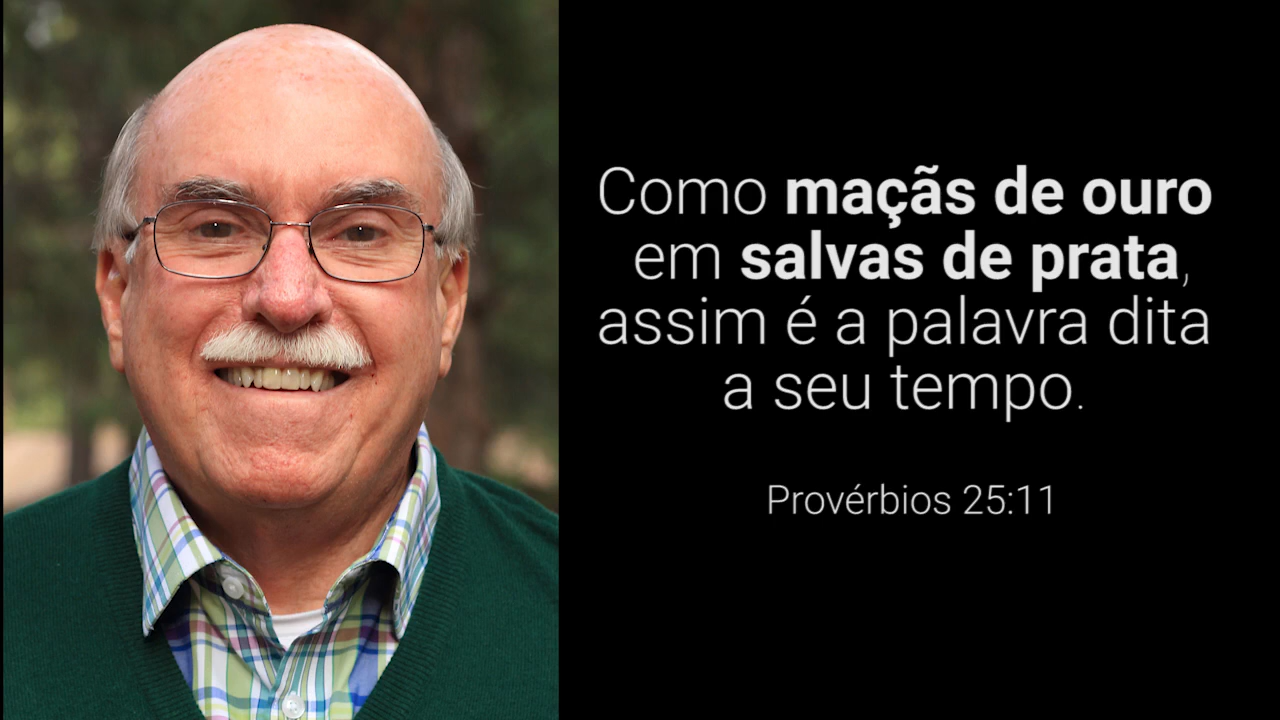 Como maçãs de ouro
em salvas de prata,
assim é a palavra dita
a seu tempo.
Provérbios 25:11